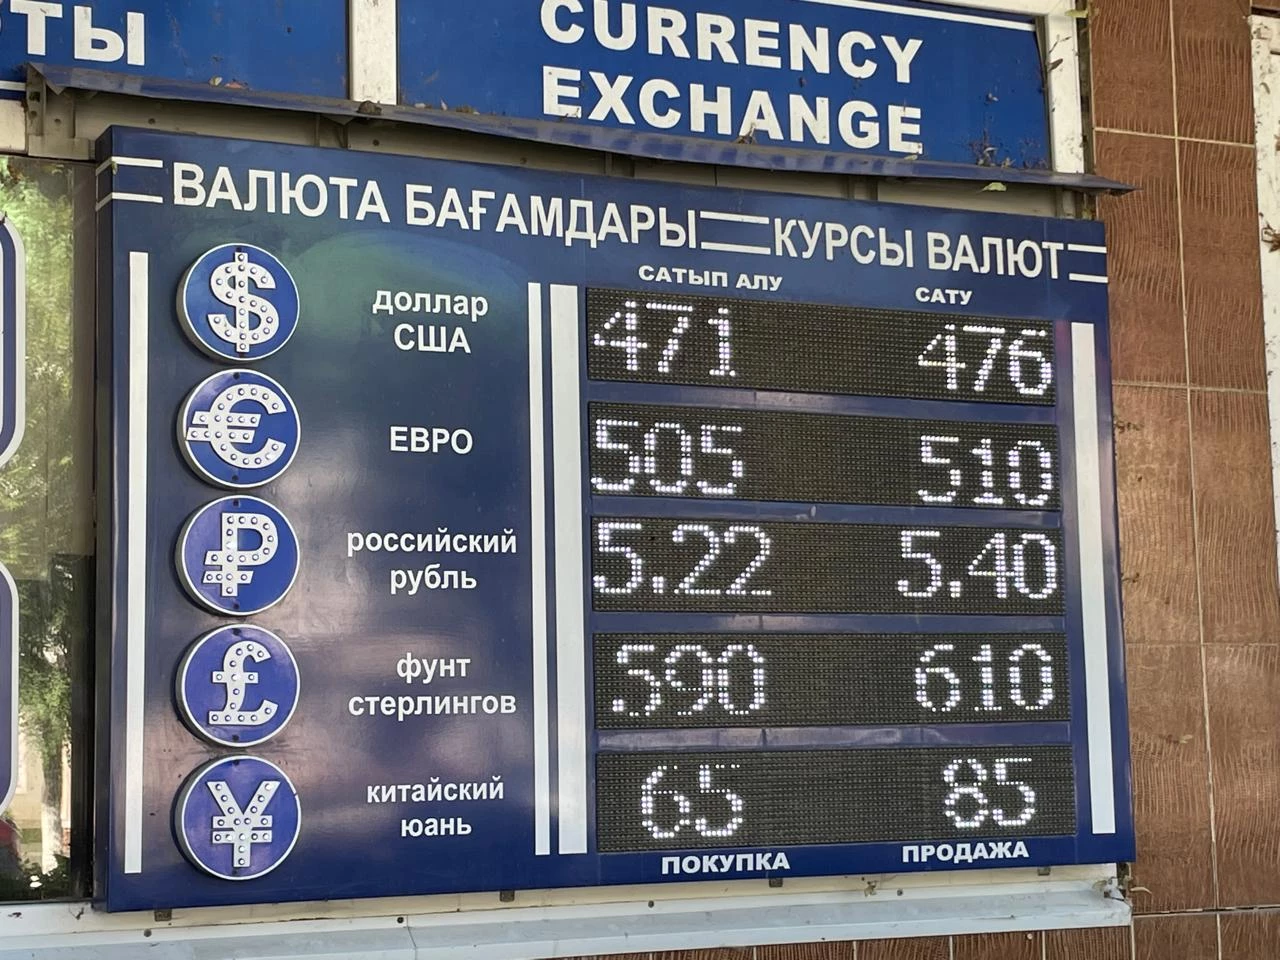 ТЫ
CURRENCY
EXCHANGE
ВАЛЮТА БАҒАМДАРЫ КУРСЫ ВАЛЮТ
САТЫП АЛУ САТУ
$ доллар
США 471 476
€ ЕВРО 505 510
₽ российский
рубль 5.22 5.40
£ фунт
стерлингов 590 610
¥ китайский
юань 65 85
ПОКУПКА ПРОДАЖА